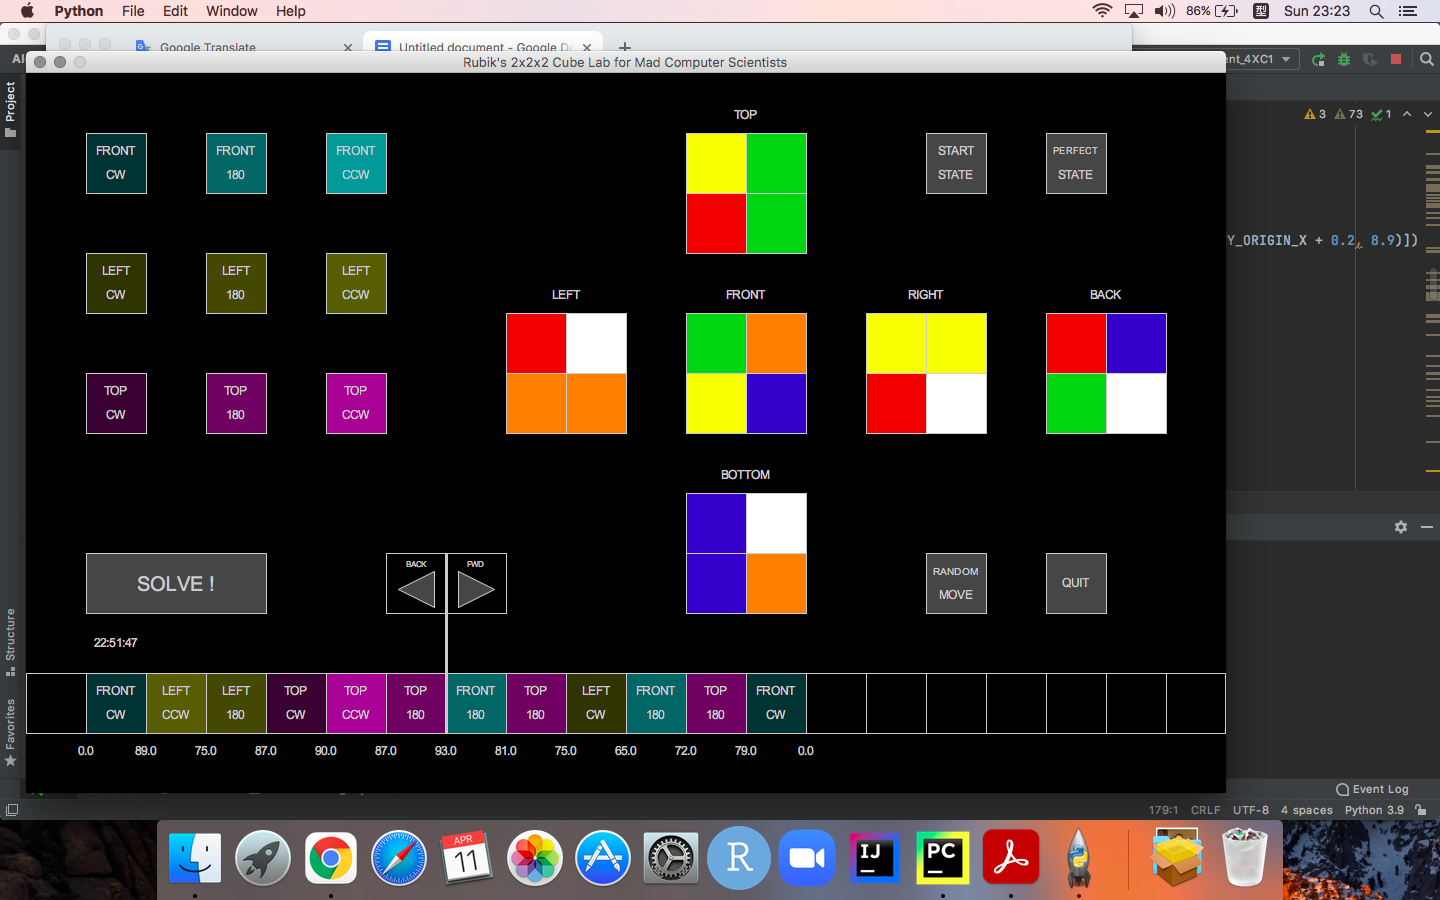 Python File Edit Window Help
86% Sun 23:23
Google Translate
Untitled document - Google Do
Rubik's 2x2x2 Cube Lab for Mad Computer Scientists
ent_4XC1
Project
3 73 1
TOP
FRONT CW
FRONT 180
FRONT CCW
START STATE
PERFECT STATE
Y_ORIGIN_X + 0.2, 8.9)])
LEFT CW
LEFT 180
LEFT CCW
LEFT
FRONT
RIGHT
BACK
TOP CW
TOP 180
TOP CCW
BOTTOM
SOLVE !
BACK
FWD
RANDOM MOVE
QUIT
22:51:47
FRONT CW
LEFT CCW
LEFT 180
TOP CW
TOP CCW
TOP 180
FRONT 180
TOP 180
LEFT CW
FRONT 180
TOP 180
FRONT CW
0.0 89.0 75.0 87.0 90.0 87.0 93.0 81.0 75.0 65.0 72.0 79.0 0.0
Structure
Favorites
Event Log
179:1 CRLF UTF-8 4 spaces Python 3.9
APR
11
R
IJ
PC